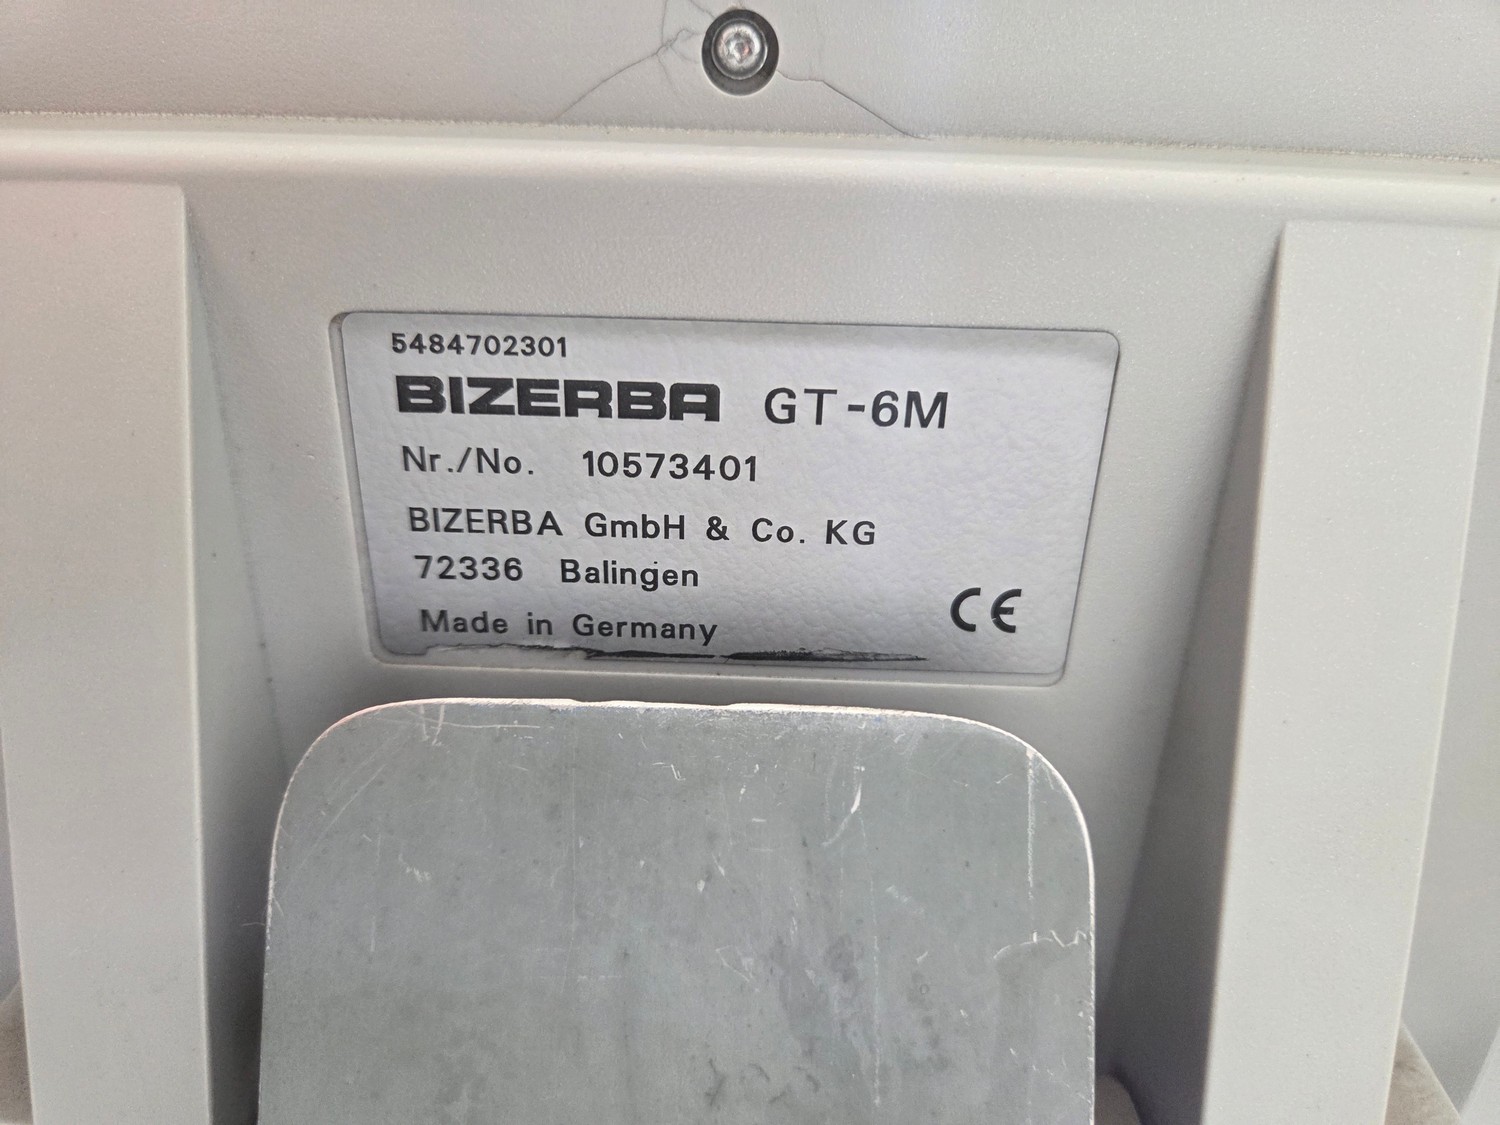 5484702301
BIZERBA GT-6M
Nr./No. 10573401
BIZERBA GmbH & Co. KG
72336 Balingen
Made in Germany
CE